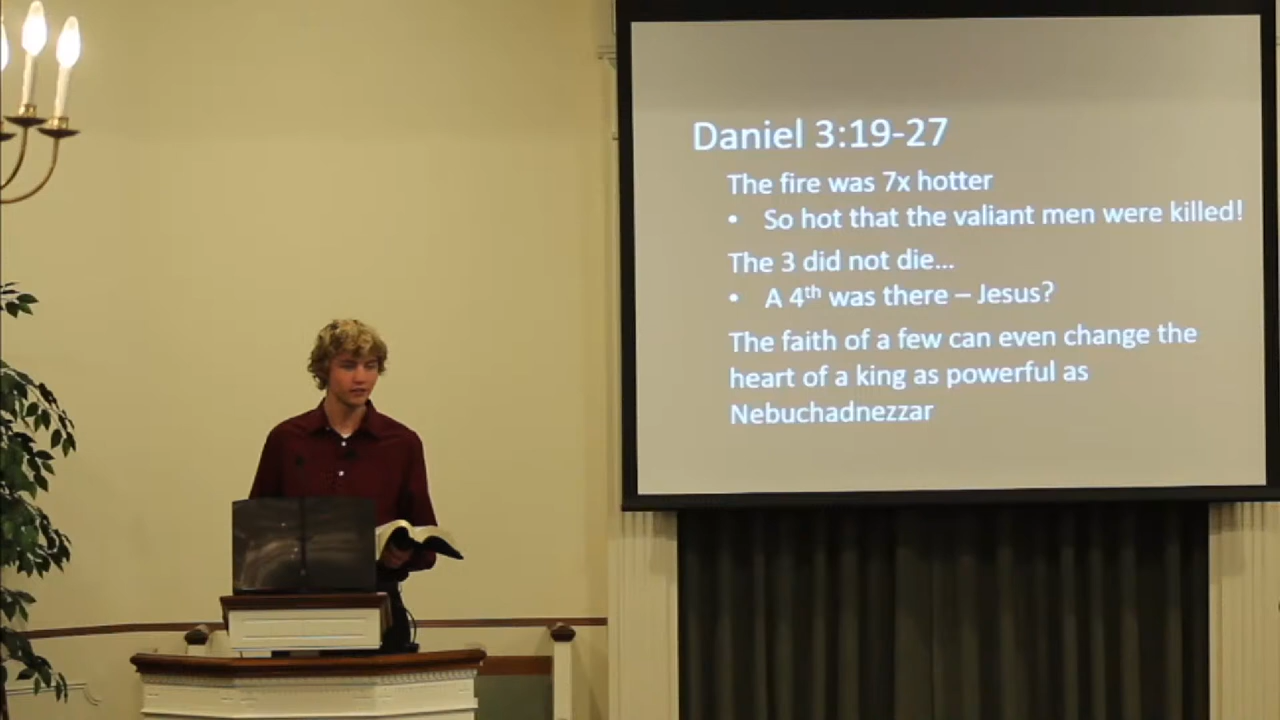 Daniel 3:19-27
The fire was 7x hotter
• So hot that the valiant men were killed!
The 3 did not die...
• A 4th was there – Jesus?
The faith of a few can even change the
heart of a king as powerful as
Nebuchadnezzar